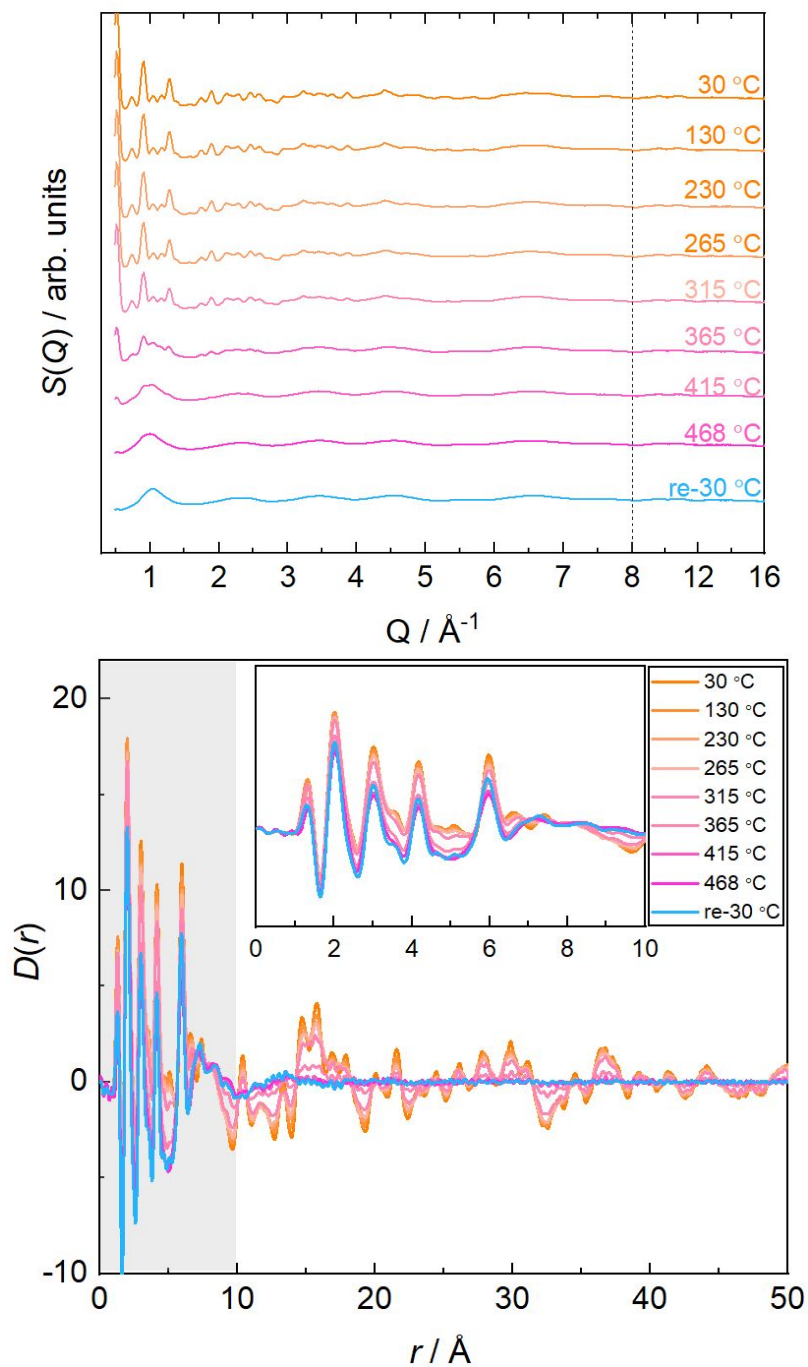 S(Q) / arb. units
30 °C
130 °C
230 °C
265 °C
315 °C
365 °C
415 °C
468 °C
re-30 °C
1 2 3 4 5 6 7 8 12 16
Q / Å-1
D(r)
20
10
0
-10
30 °C
130 °C
230 °C
265 °C
315 °C
365 °C
415 °C
468 °C
re-30 °C
0 2 4 6 8 10
0 10 20 30 40 50
r / Å